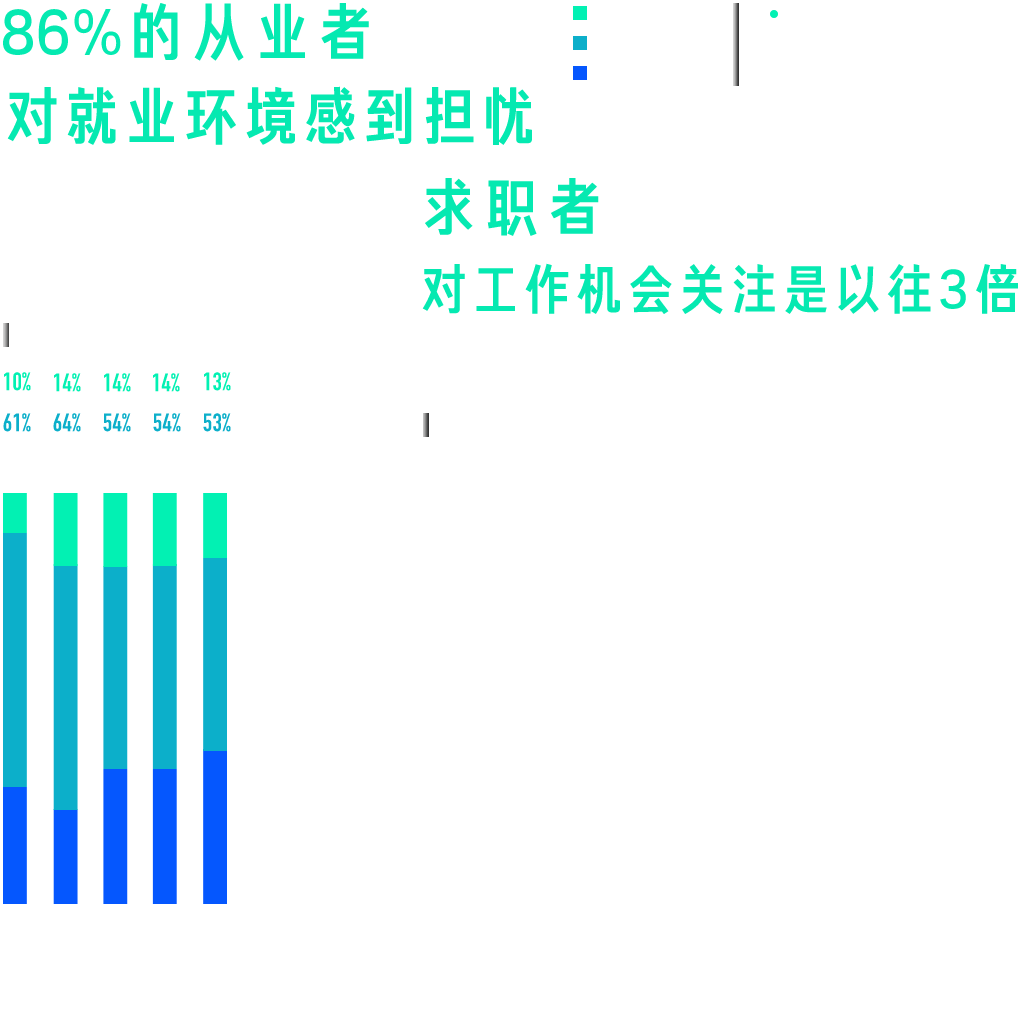 86%的从业者
对就业环境感到担忧
求职者
对工作机会关注是以往3倍
10% 14% 14% 14% 13%
61% 64% 54% 54% 53%